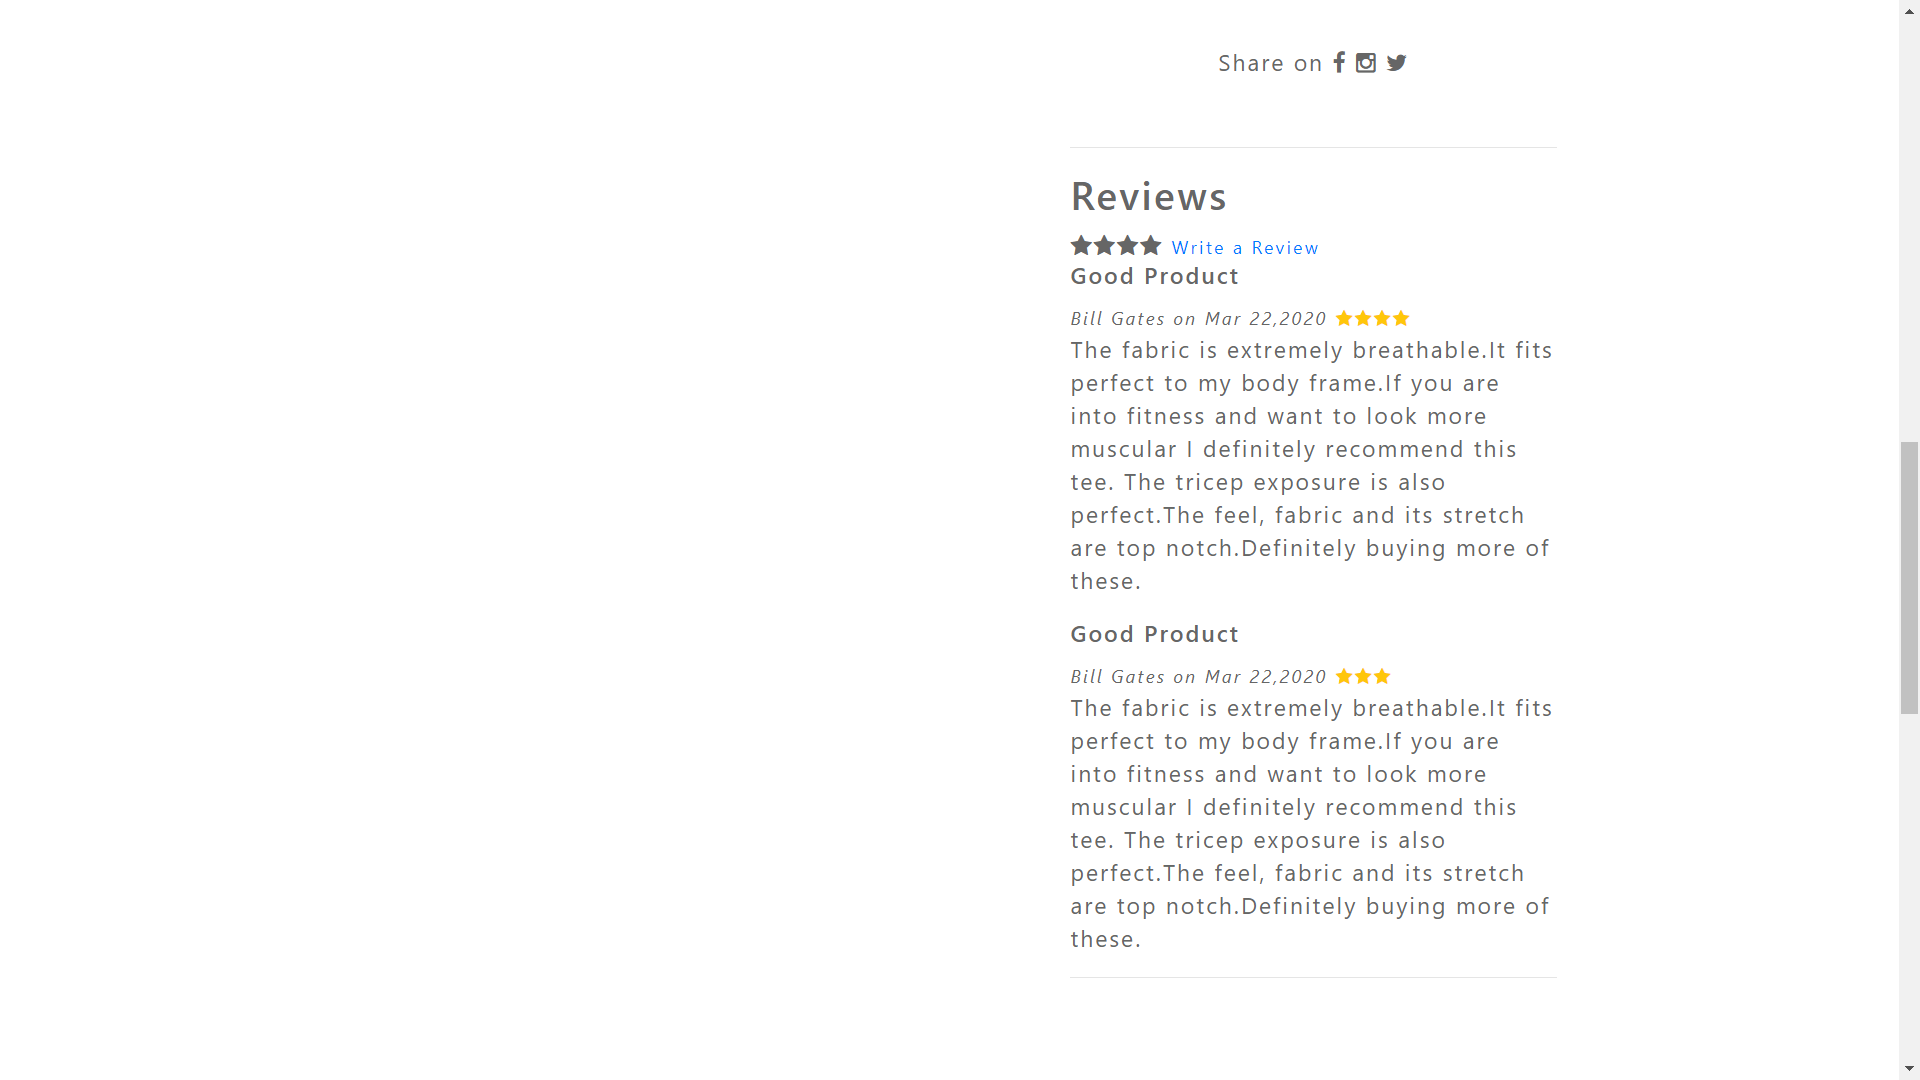 Share on
Reviews
Write a Review
Good Product
Bill Gates on Mar 22,2020
The fabric is extremely breathable.It fits
perfect to my body frame.If you are
into fitness and want to look more
muscular I definitely recommend this
tee. The tricep exposure is also
perfect.The feel, fabric and its stretch
are top notch.Definitely buying more of
these.
Good Product
Bill Gates on Mar 22,2020
The fabric is extremely breathable.It fits
perfect to my body frame.If you are
into fitness and want to look more
muscular I definitely recommend this
tee. The tricep exposure is also
perfect.The feel, fabric and its stretch
are top notch.Definitely buying more of
these.